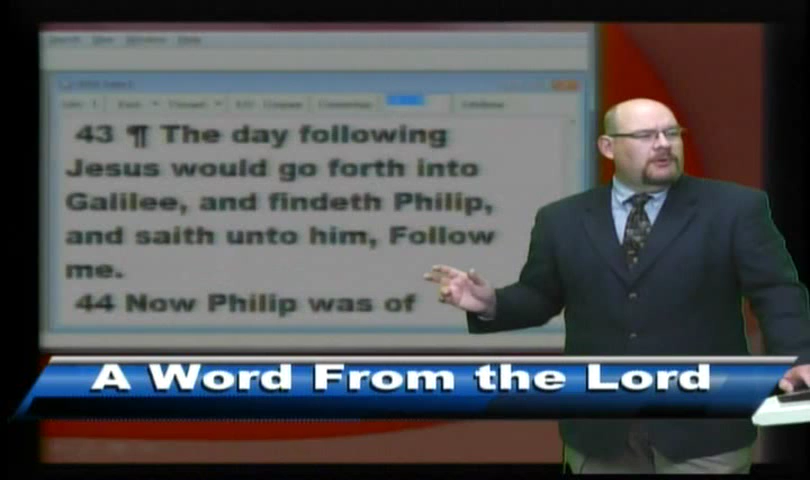 43 ¶ The day following
Jesus would go forth into
Galilee, and findeth Philip,
and saith unto him, Follow
me.
44 Now Philip was of
A Word From the Lord